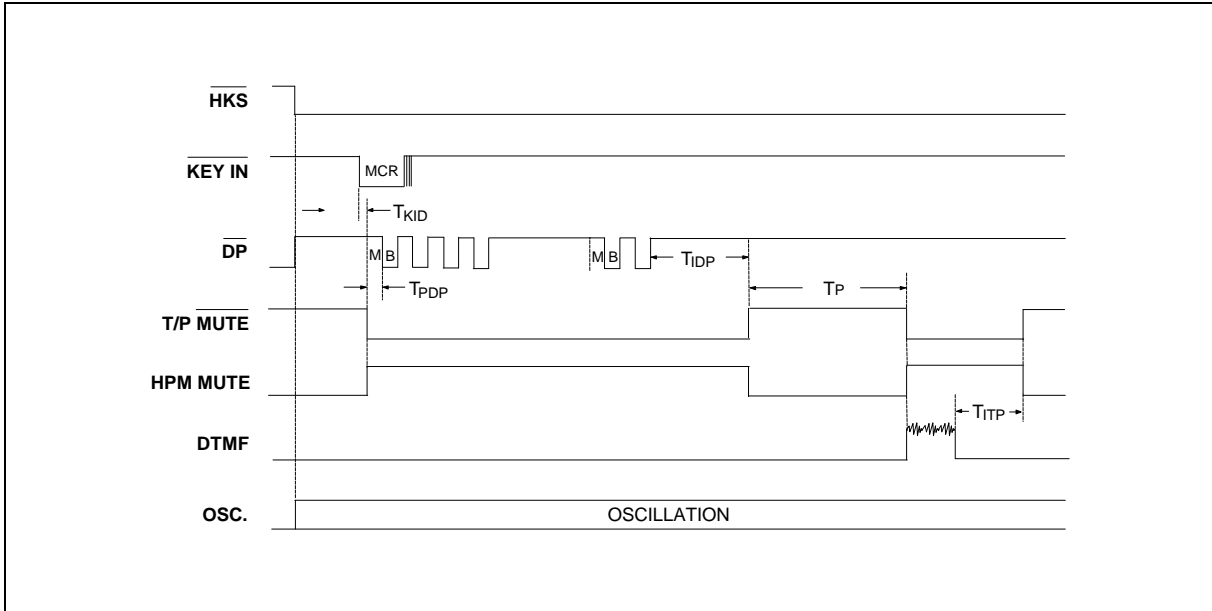 HKS
KEY IN
MCR
TKID
DP
M B
M B
TIDP
TPDP
TP
T/P MUTE
HPM MUTE
TITP
DTMF
OSC.
OSCILLATION